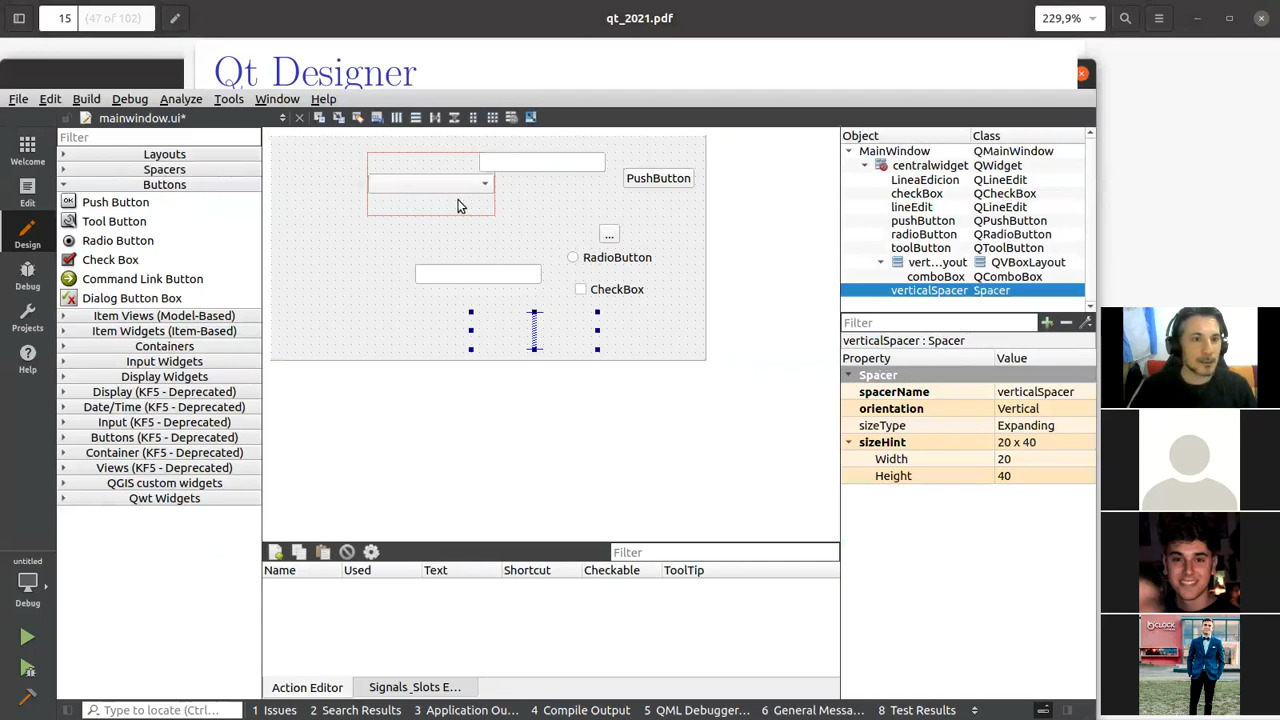 15 (47 of 102) qt_2021.pdf 229,9%
Qt Designer
File Edit Build Debug Analyze Tools Window Help
mainwindow.ui*
Welcome
Edit
Design
Debug
Projects
Help
untitled
Debug
Filter
Layouts
Spacers
Buttons
Push Button
Tool Button
Radio Button
Check Box
Command Link Button
Dialog Button Box
Item Views (Model-Based)
Item Widgets (Item-Based)
Containers
Input Widgets
Display Widgets
Display (KF5 - Deprecated)
Date/Time (KF5 - Deprecated)
Input (KF5 - Deprecated)
Buttons (KF5 - Deprecated)
Container (KF5 - Deprecated)
Views (KF5 - Deprecated)
QGIS custom widgets
Qwt Widgets
PushButton
...
RadioButton
CheckBox
Filter
Name Used Text Shortcut Checkable ToolTip
Action Editor Signals_Slots E...
Object Class
MainWindow QMainWindow
centralwidget QWidget
LineaEdicion QLineEdit
checkBox QCheckBox
lineEdit QLineEdit
pushButton QPushButton
radioButton QRadioButton
toolButton QToolButton
vert...yout QVBoxLayout
comboBox QComboBox
verticalSpacer Spacer
Filter
verticalSpacer : Spacer
Property Value
Spacer
spacerName verticalSpacer
orientation Vertical
sizeType Expanding
sizeHint 20 x 40
Width 20
Height 40
CLOCK
Type to locate (Ctrl... 1 Issues 2 Search Results 3 Application Ou... 4 Compile Output 5 QML Debugger... 6 General Messa... 8 Test Results